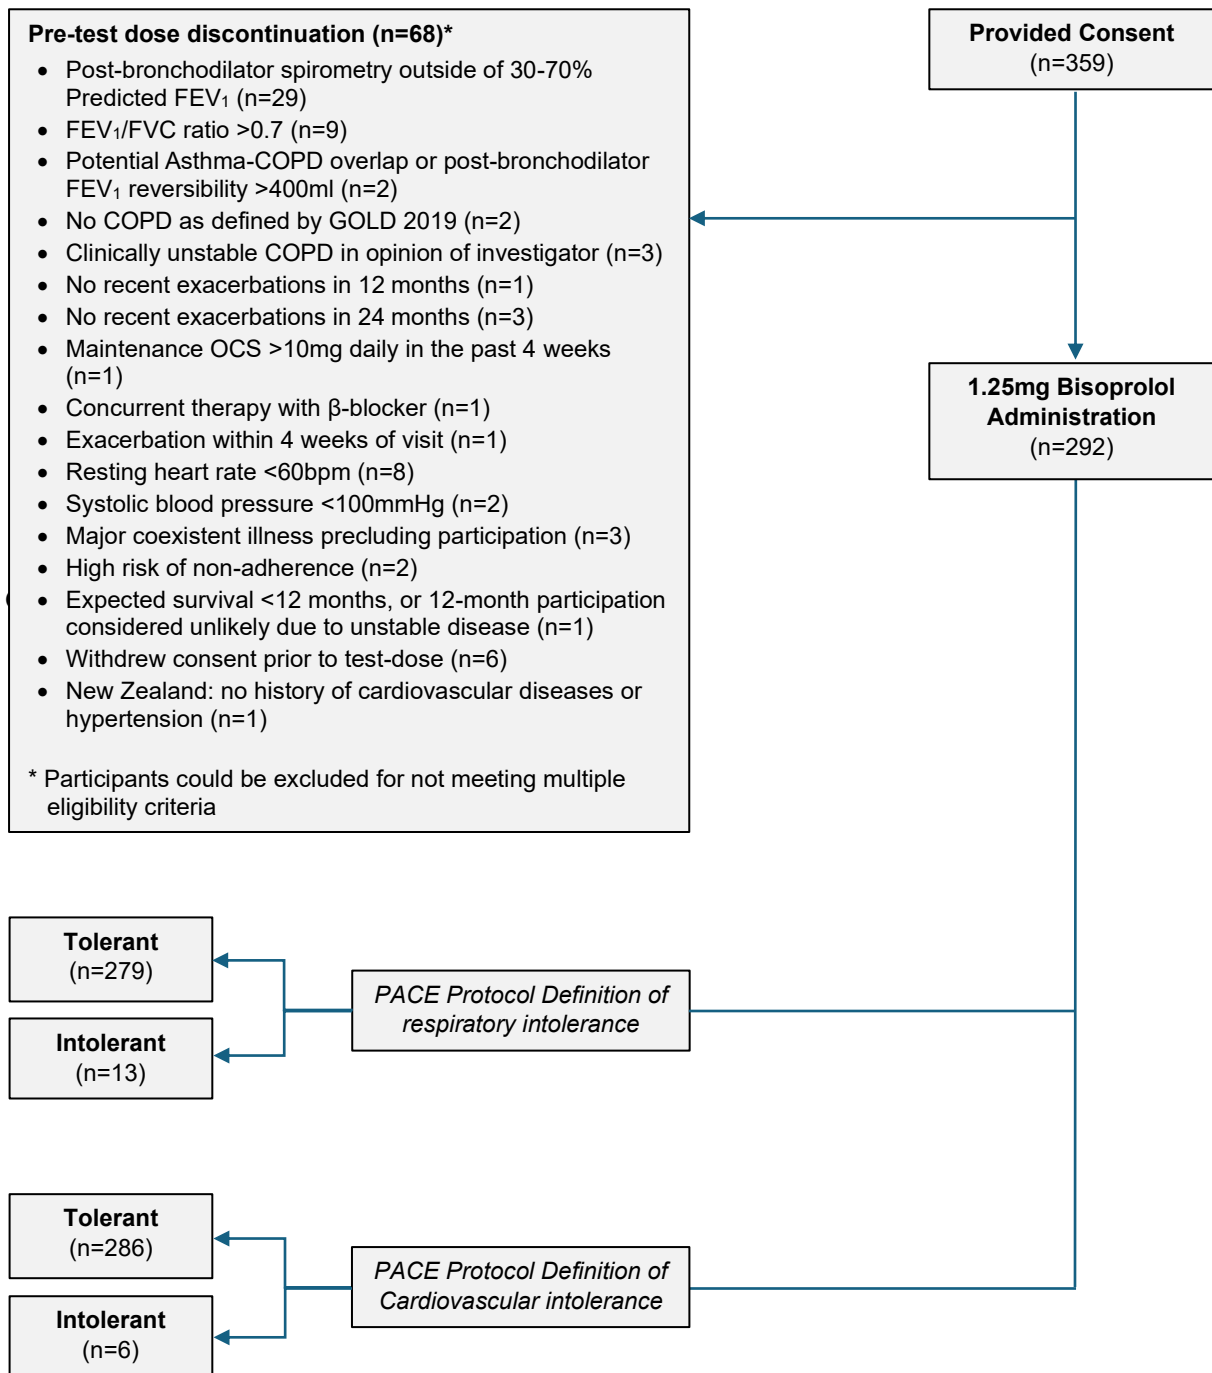 Pre-test dose discontinuation (n=68)*
• Post-bronchodilator spirometry outside of 30-70%
Predicted FEV₁ (n=29)
• FEV₁/FVC ratio >0.7 (n=9)
• Potential Asthma-COPD overlap or post-bronchodilator
FEV₁ reversibility >400ml (n=2)
• No COPD as defined by GOLD 2019 (n=2)
• Clinically unstable COPD in opinion of investigator (n=3)
• No recent exacerbations in 12 months (n=1)
• No recent exacerbations in 24 months (n=3)
• Maintenance OCS >10mg daily in the past 4 weeks
(n=1)
• Concurrent therapy with β-blocker (n=1)
• Exacerbation within 4 weeks of visit (n=1)
• Resting heart rate <60bpm (n=8)
• Systolic blood pressure <100mmHg (n=2)
• Major coexistent illness precluding participation (n=3)
• High risk of non-adherence (n=2)
• Expected survival <12 months, or 12-month participation
considered unlikely due to unstable disease (n=1)
• Withdrew consent prior to test-dose (n=6)
• New Zealand: no history of cardiovascular diseases or
hypertension (n=1)
* Participants could be excluded for not meeting multiple
eligibility criteria
Provided Consent
(n=359)
1.25mg Bisoprolol
Administration
(n=292)
Tolerant
(n=279)
Intolerant
(n=13)
PACE Protocol Definition of
respiratory intolerance
Tolerant
(n=286)
Intolerant
(n=6)
PACE Protocol Definition of
Cardiovascular intolerance